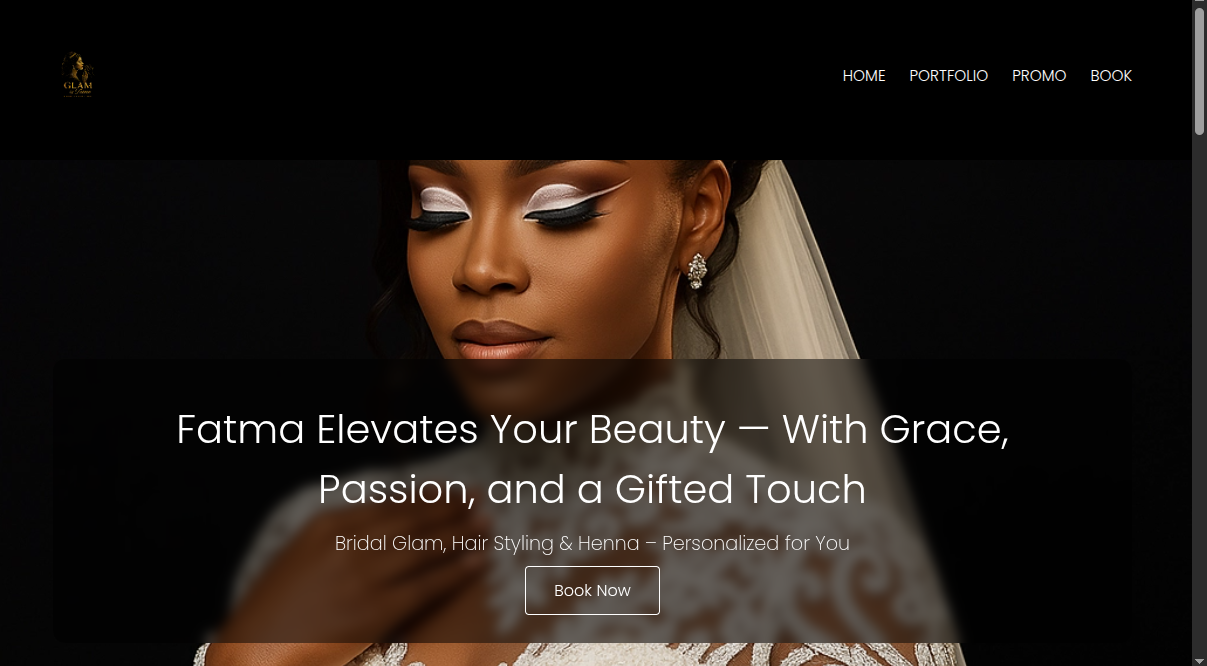 GLAM
HOME PORTFOLIO PROMO BOOK
Fatma Elevates Your Beauty — With Grace,
Passion, and a Gifted Touch
Bridal Glam, Hair Styling & Henna – Personalized for You
Book Now